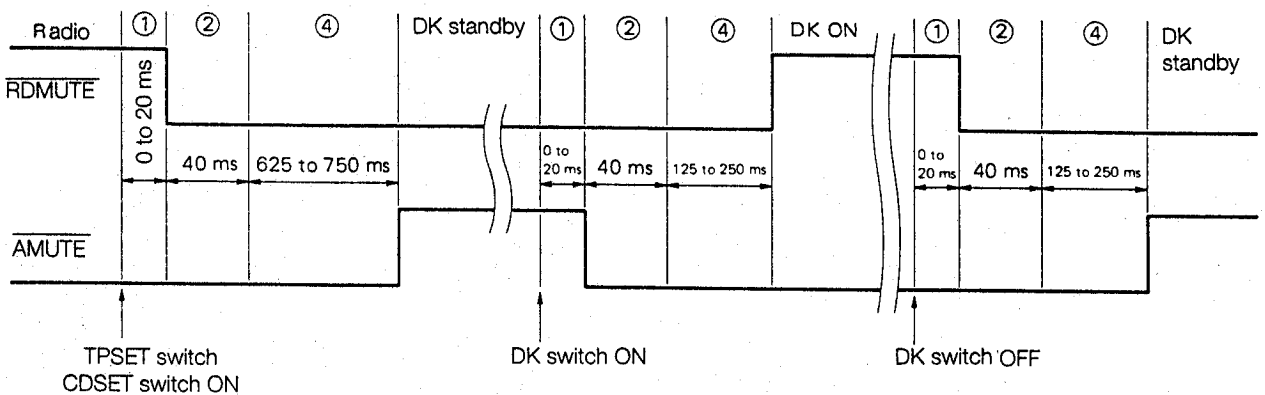 Radio ① ② ④ DK standby ① ② ④ DK ON ① ② ④ DK standby
RDMUTE
0 to 20 ms
40 ms
625 to 750 ms
0 to 20 ms
40 ms
125 to 250 ms
0 to 20 ms
40 ms
125 to 250 ms
AMUTE
TPSET switch
CDSET switch ON
DK switch ON
DK switch OFF